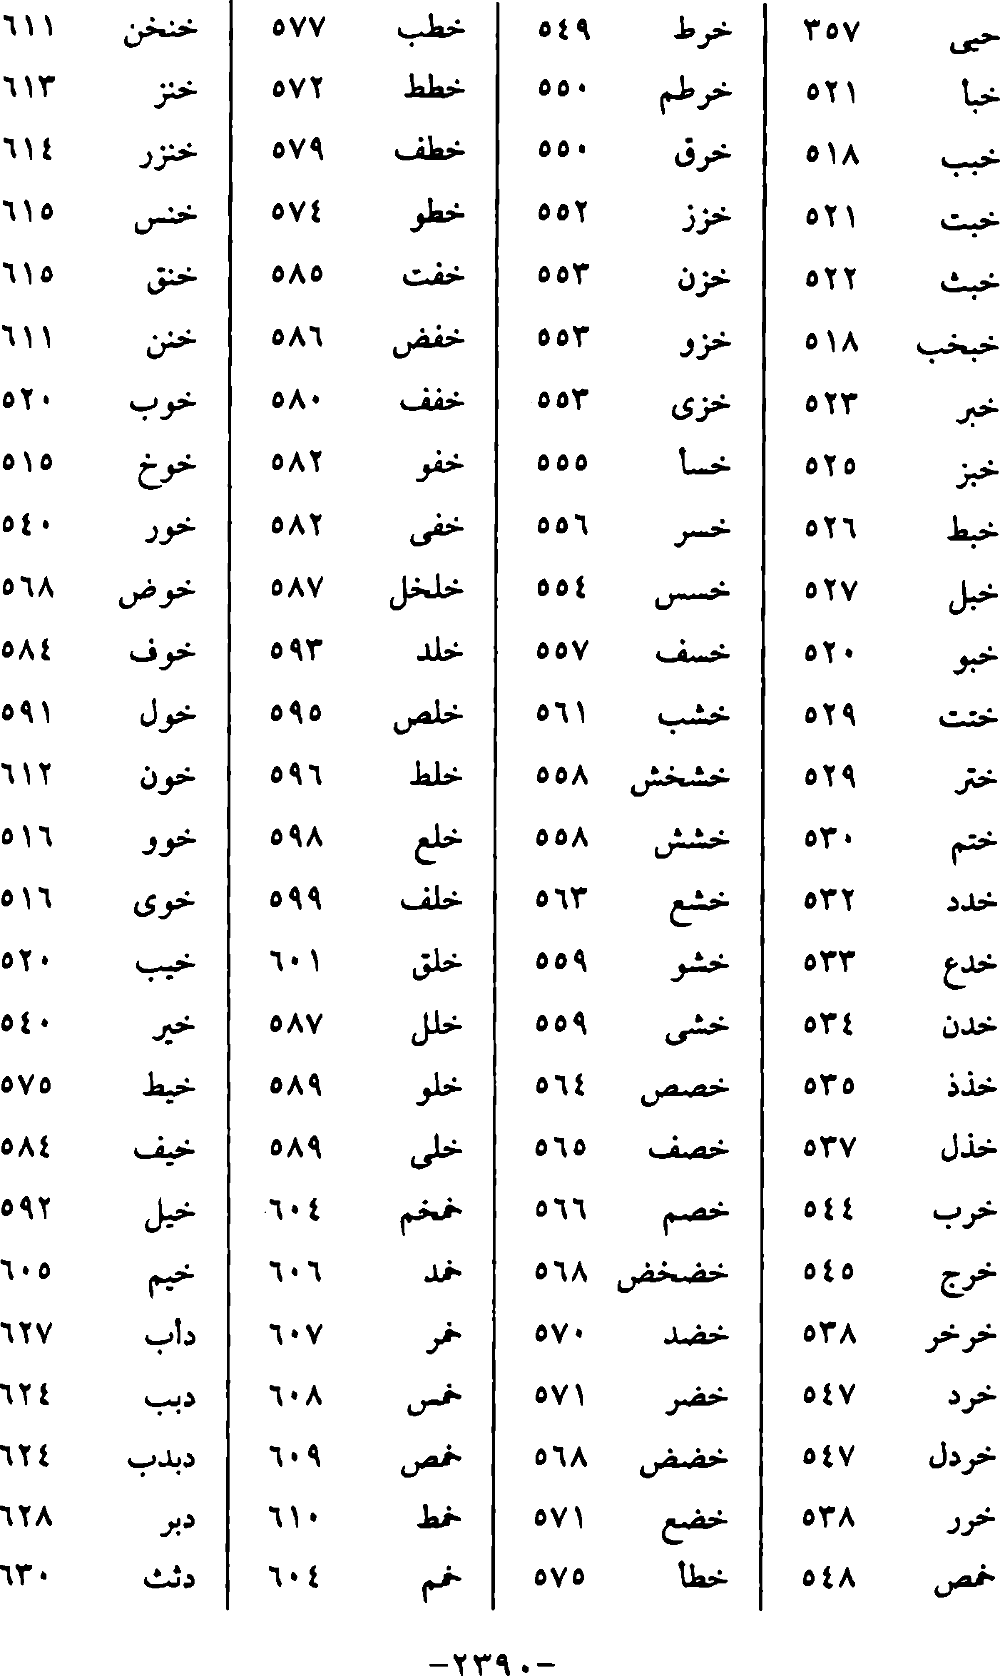 حيى ٣٥٧
خبأ ٥٢١
خبب ٥١٨
خبت ٥٢١
خبث ٥٢٢
خبخب ٥١٨
خبر ٥٢٣
خبز ٥٢٥
خبط ٥٢٦
خبل ٥٢٧
خبو ٥٢٠
ختت ٥٢٩
ختر ٥٢٩
ختم ٥٣٠
خدد ٥٣٢
خدع ٥٣٣
خدن ٥٣٤
خذذ ٥٣٥
خذل ٥٣٧
خرب ٥٤٤
خرج ٥٤٥
خرخر ٥٣٨
خرد ٥٤٧
خردل ٥٤٧
خرر ٥٣٨
خمص ٥٤٨
خرط ٥٤٩
خرطم ٥٥٠
خرق ٥٥٠
خزز ٥٥٢
خزن ٥٥٣
خزو ٥٥٣
خزى ٥٥٣
خسأ ٥٥٥
خسر ٥٥٦
خسس ٥٥٤
خسف ٥٥٧
خشب ٥٦١
خشخش ٥٥٨
خشش ٥٥٨
خشع ٥٦٣
خشو ٥٥٩
خشى ٥٥٩
خصص ٥٦٤
خصف ٥٦٥
خصم ٥٦٦
خضخض ٥٦٨
خضد ٥٧٠
خضر ٥٧١
خضض ٥٦٨
خضع ٥٧١
خطأ ٥٧٥
خطب ٥٧٧
خطط ٥٧٢
خطف ٥٧٩
خطو ٥٧٤
خفت ٥٨٥
خفض ٥٨٦
خفف ٥٨٠
خفو ٥٨٢
خفى ٥٨٢
خلخل ٥٨٧
خلد ٥٩٣
خلص ٥٩٥
خلط ٥٩٦
خلع ٥٩٨
خلف ٥٩٩
خلق ٦٠١
خلل ٥٨٧
خلو ٥٨٩
خلى ٥٨٩
خمخم ٦٠٤
خمد ٦٠٦
خمر ٦٠٧
خمس ٦٠٨
خمص ٦٠٩
خمط ٦١٠
خمم ٦٠٤
خنخن ٦١١
خنز ٦١٣
خنزر ٦١٤
خنس ٦١٥
خنق ٦١٥
خنن ٦١١
خوب ٥٢٠
خوخ ٥١٥
خور ٥٤٠
خوض ٥٦٨
خوف ٥٨٤
خول ٥٩١
خون ٦١٢
خوو ٥١٦
خوى ٥١٦
خيب ٥٢٠
خير ٥٤٠
خيط ٥٧٥
خيف ٥٨٤
خيل ٥٩٢
خيم ٦٠٥
دأب ٦٢٧
دبب ٦٢٤
دبدب ٦٢٤
دبر ٦٢٨
دثث ٦٣٠
-٢٣٩٠-